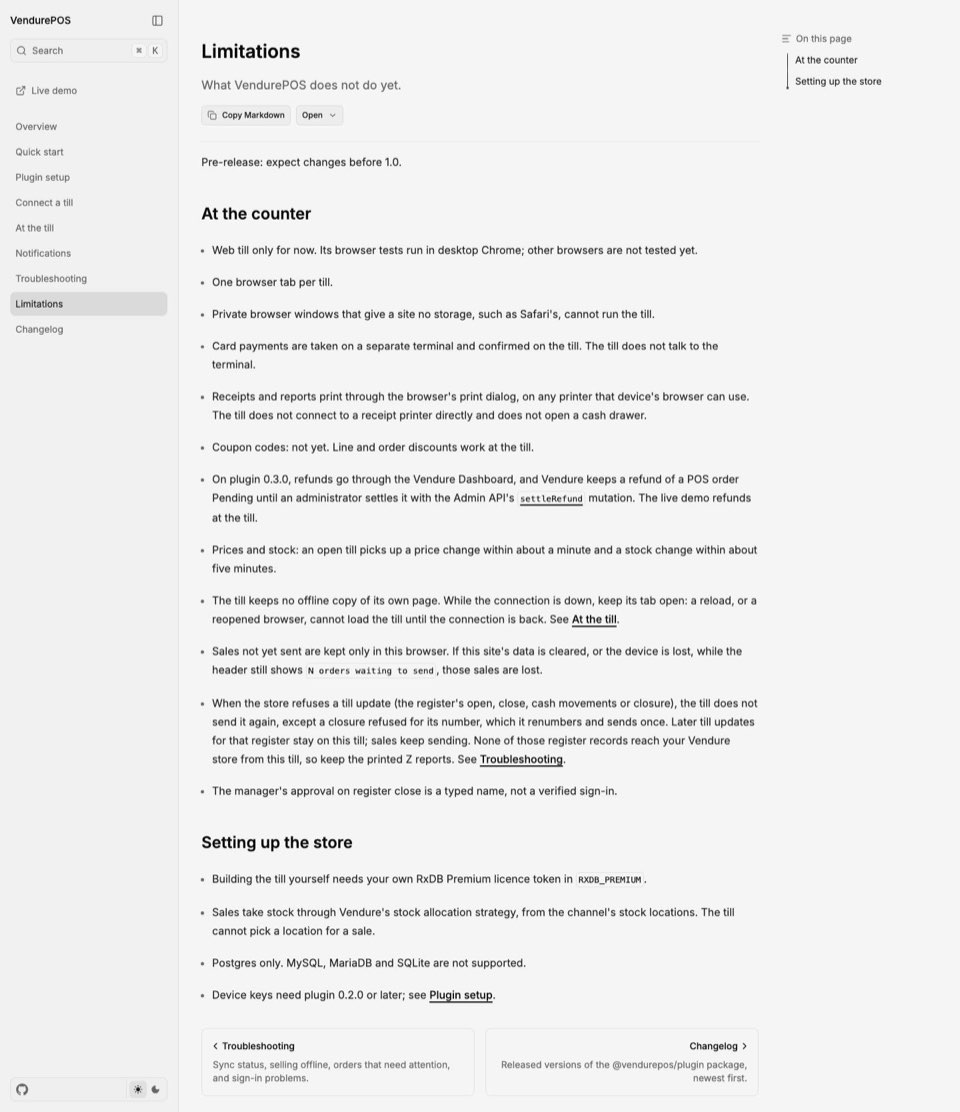 VendurePOS
Search
⌘ K
Live demo
Overview
Quick start
Plugin setup
Connect a till
At the till
Notifications
Troubleshooting
Limitations
Changelog
Limitations
What VendurePOS does not do yet.
Copy Markdown
Open
Pre-release: expect changes before 1.0.
At the counter
• Web till only for now. Its browser tests run in desktop Chrome; other browsers are not tested yet.
• One browser tab per till.
• Private browser windows that give a site no storage, such as Safari's, cannot run the till.
• Card payments are taken on a separate terminal and confirmed on the till. The till does not talk to the
terminal.
• Receipts and reports print through the browser's print dialog, on any printer that device's browser can use.
The till does not connect to a receipt printer directly and does not open a cash drawer.
• Coupon codes: not yet. Line and order discounts work at the till.
• On plugin 0.3.0, refunds go through the Vendure Dashboard, and Vendure keeps a refund of a POS order
Pending until an administrator settles it with the Admin API's settleRefund mutation. The live demo refunds
at the till.
• Prices and stock: an open till picks up a price change within about a minute and a stock change within about
five minutes.
• The till keeps no offline copy of its own page. While the connection is down, keep its tab open: a reload, or a
reopened browser, cannot load the till until the connection is back. See At the till.
• Sales not yet sent are kept only in this browser. If this site's data is cleared, or the device is lost, while the
header still shows N orders waiting to send, those sales are lost.
• When the store refuses a till update (the register's open, close, cash movements or closure), the till does not
send it again, except a closure refused for its number, which it renumbers and sends once. Later till updates
for that register stay on this till; sales keep sending. None of those register records reach your Vendure
store from this till, so keep the printed Z reports. See Troubleshooting.
• The manager's approval on register close is a typed name, not a verified sign-in.
Setting up the store
• Building the till yourself needs your own RxDB Premium licence token in RXDB_PREMIUM.
• Sales take stock through Vendure's stock allocation strategy, from the channel's stock locations. The till
cannot pick a location for a sale.
• Postgres only. MySQL, MariaDB and SQLite are not supported.
• Device keys need plugin 0.2.0 or later; see Plugin setup.
Troubleshooting
Sync status, selling offline, orders that need attention,
and sign-in problems.
Changelog
Released versions of the @vendurepos/plugin package,
newest first.
On this page
At the counter
Setting up the store